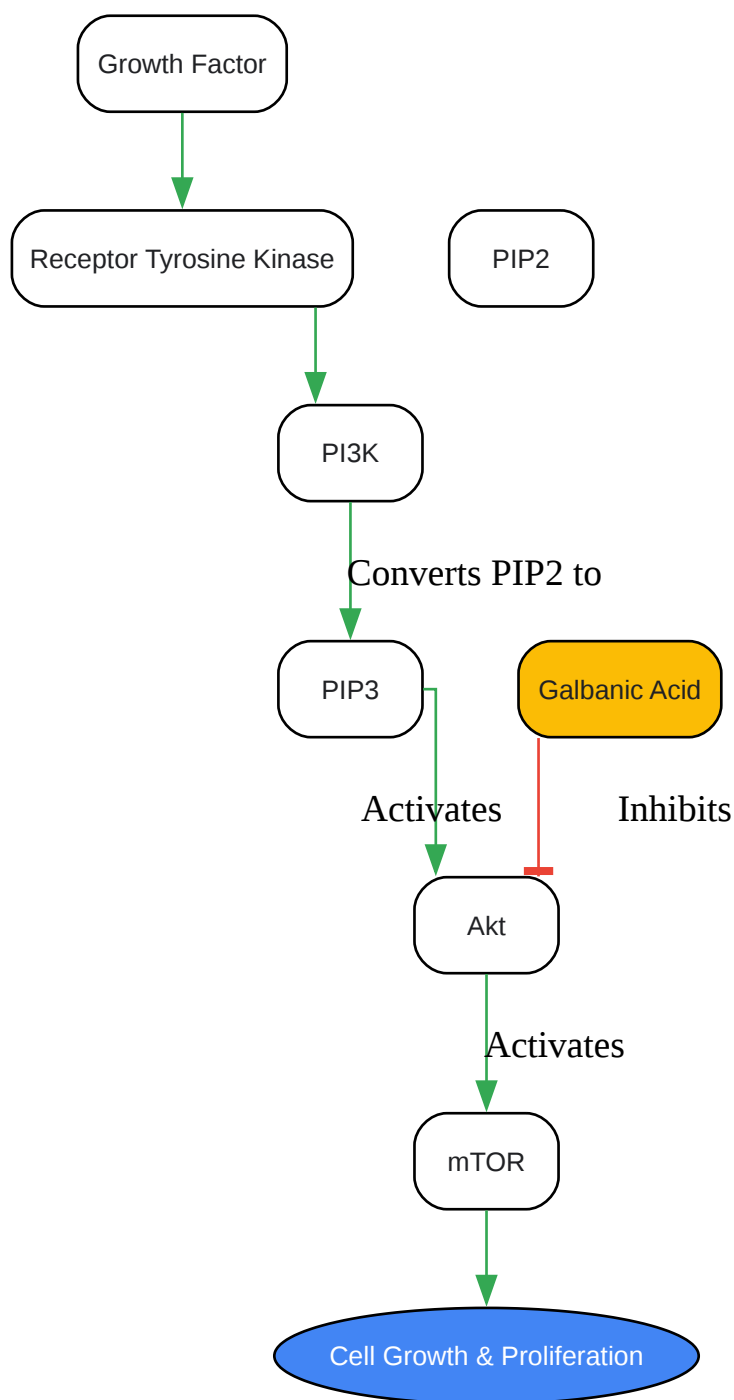 Growth Factor
Receptor Tyrosine Kinase
PIP2
PI3K
Converts PIP2 to
PIP3
Galbanic Acid
Activates
Inhibits
Akt
Activates
mTOR
Cell Growth & Proliferation